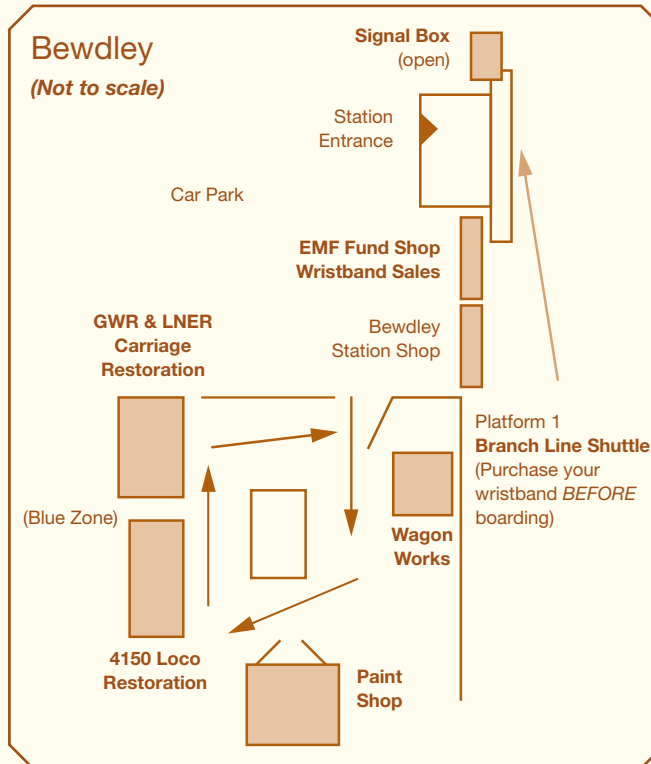 Bewdley
(Not to scale)
Signal Box
(open)
Station
Entrance
Car Park
EMF Fund Shop
Wristband Sales
GWR & LNER
Carriage
Restoration
Bewdley
Station Shop
Platform 1
Branch Line Shuttle
(Purchase your
wristband BEFORE
boarding)
(Blue Zone)
Wagon
Works
4150 Loco
Restoration
Paint
Shop